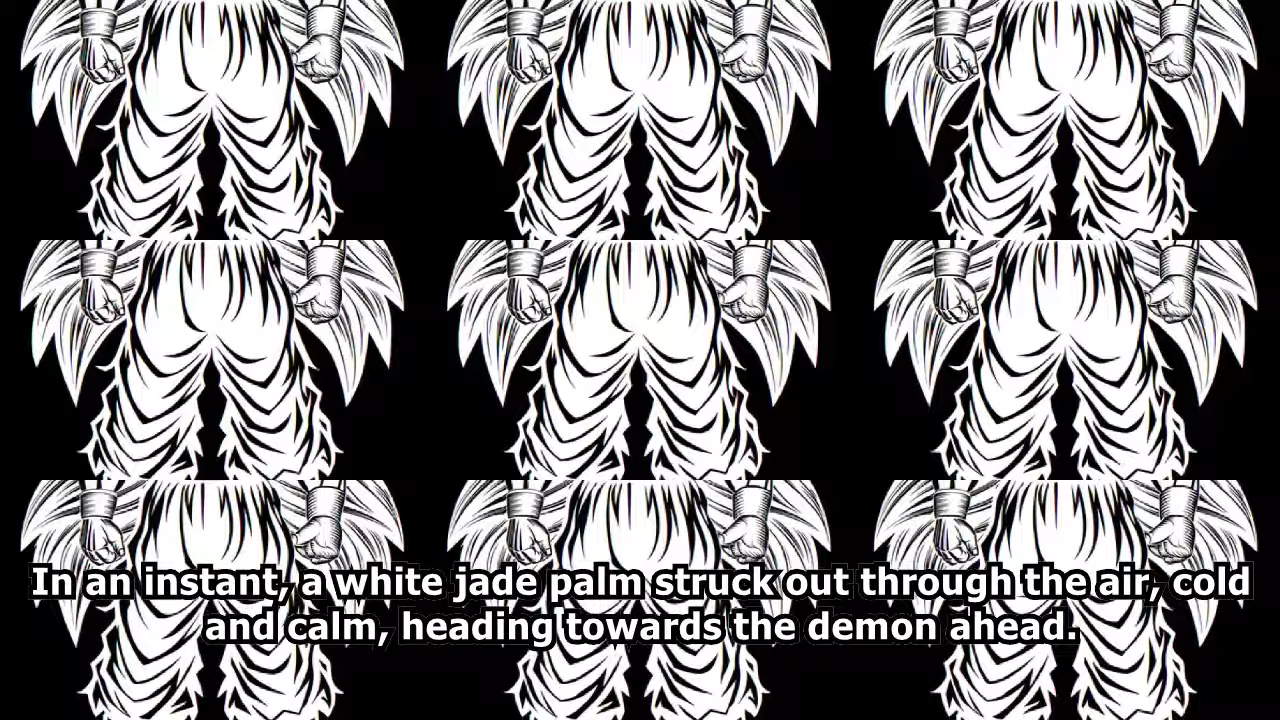 In an instant, a white jade palm struck out through the air, cold
and calm, heading towards the demon ahead.